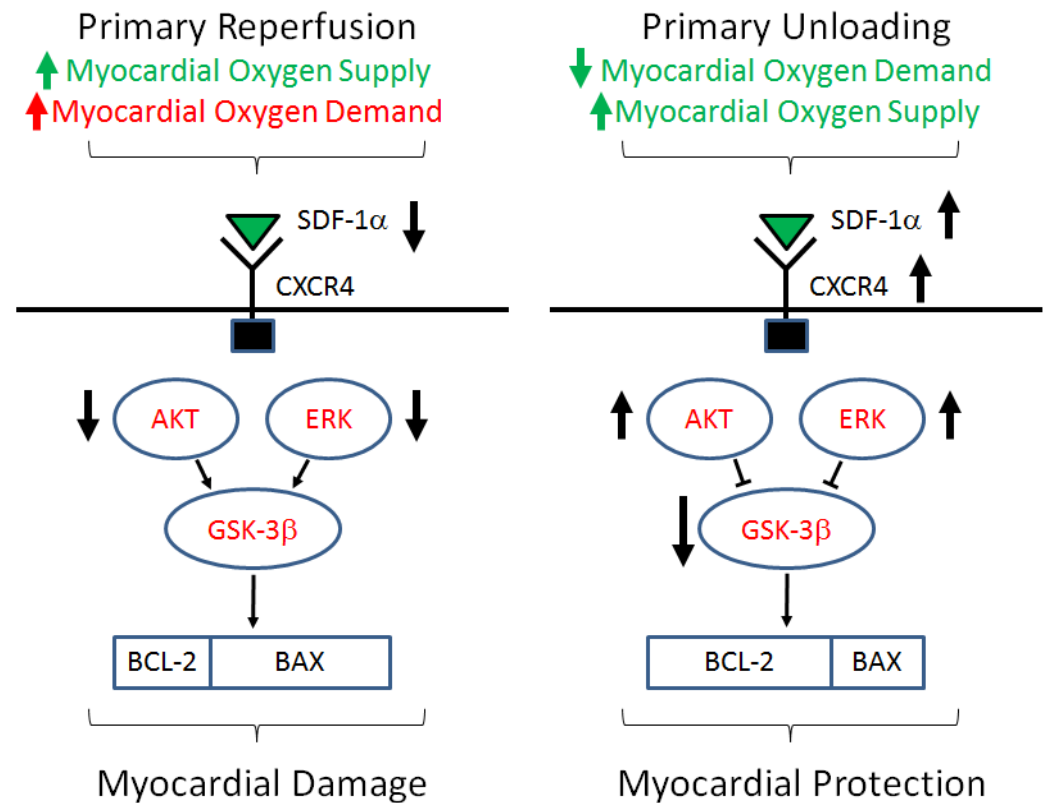 Primary Reperfusion
Myocardial Oxygen Supply
Myocardial Oxygen Demand
SDF-1α
CXCR4
AKT
ERK
GSK-3β
BCL-2
BAX
Myocardial Damage
Primary Unloading
Myocardial Oxygen Demand
Myocardial Oxygen Supply
SDF-1α
CXCR4
AKT
ERK
GSK-3β
BCL-2
BAX
Myocardial Protection